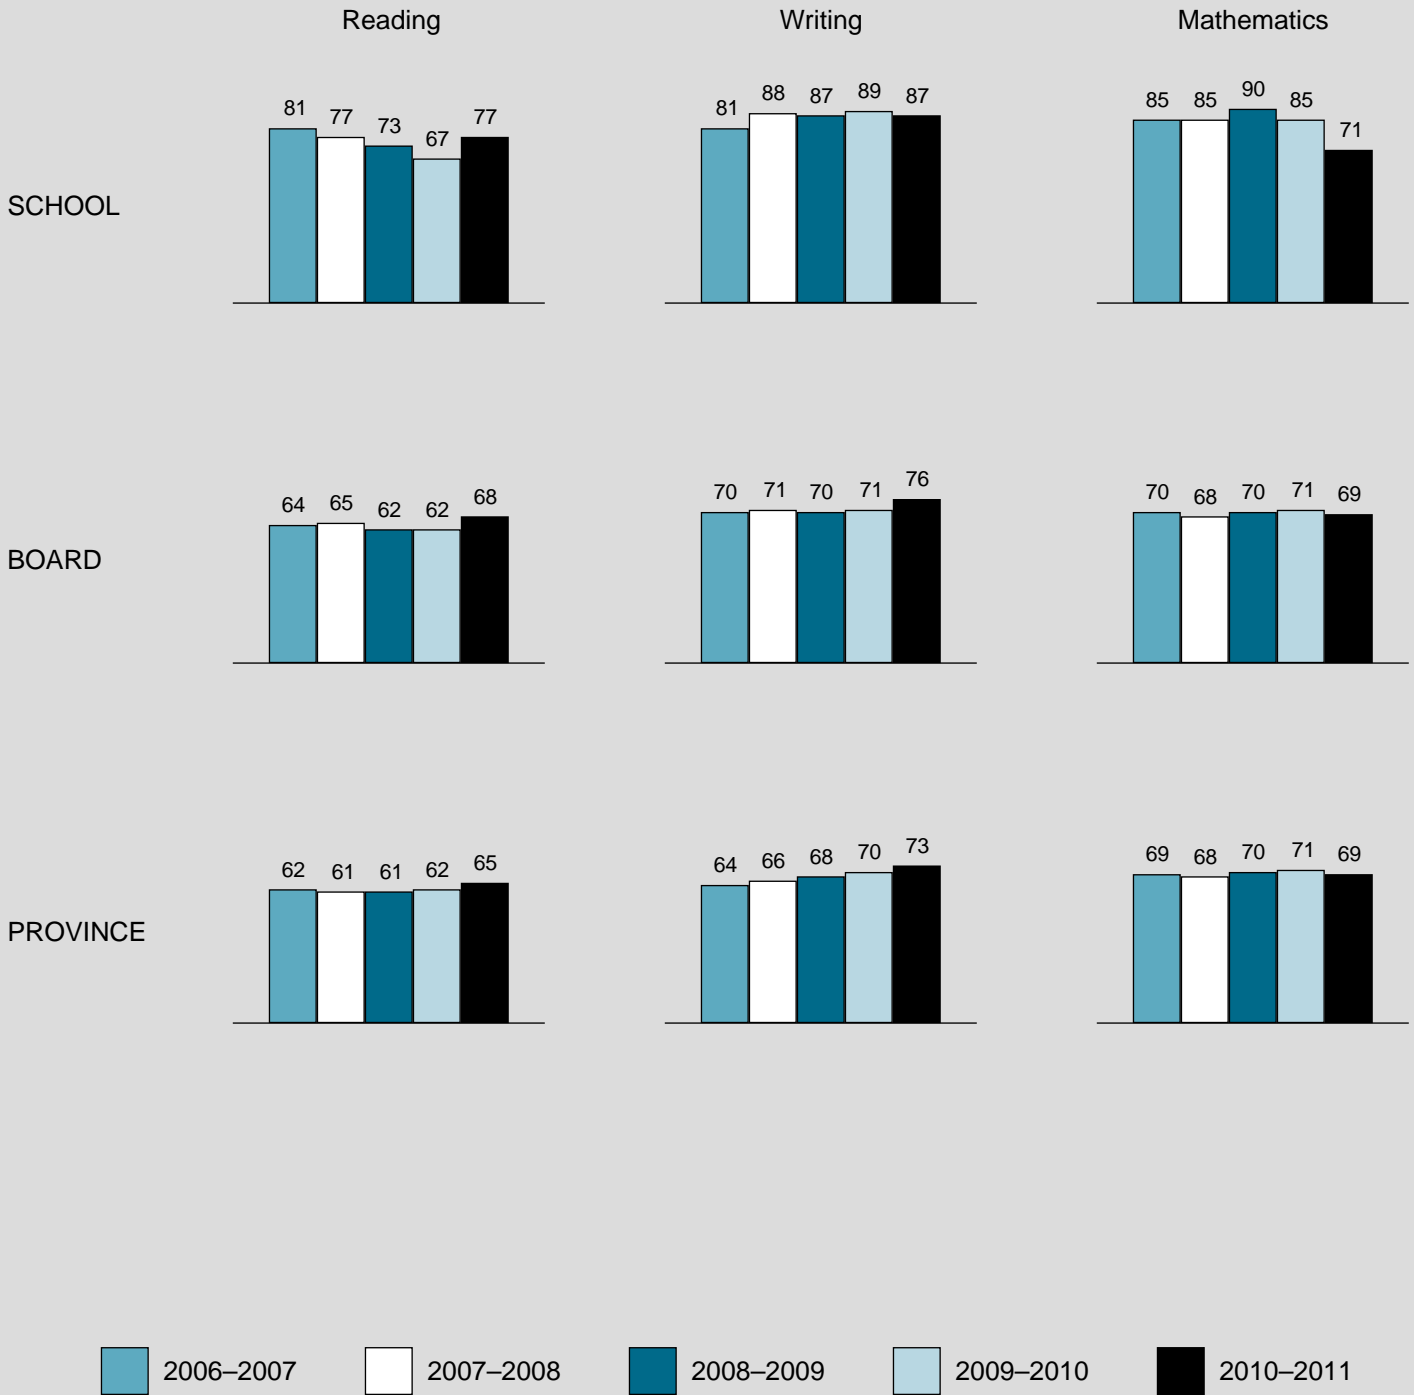 Reading Writing Mathematics
SCHOOL
81 77 73 67 77
81 88 87 89 87
85 85 90 85 71
BOARD
64 65 62 62 68
70 71 70 71 76
70 68 70 71 69
PROVINCE
62 61 61 62 65
64 66 68 70 73
69 68 70 71 69
2006–2007 2007–2008 2008–2009 2009–2010 2010–2011